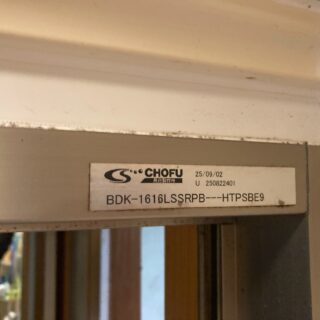 CHOFU 25/09/02
U 250822401
BDK-1616LSSRPB---HTPSBE9